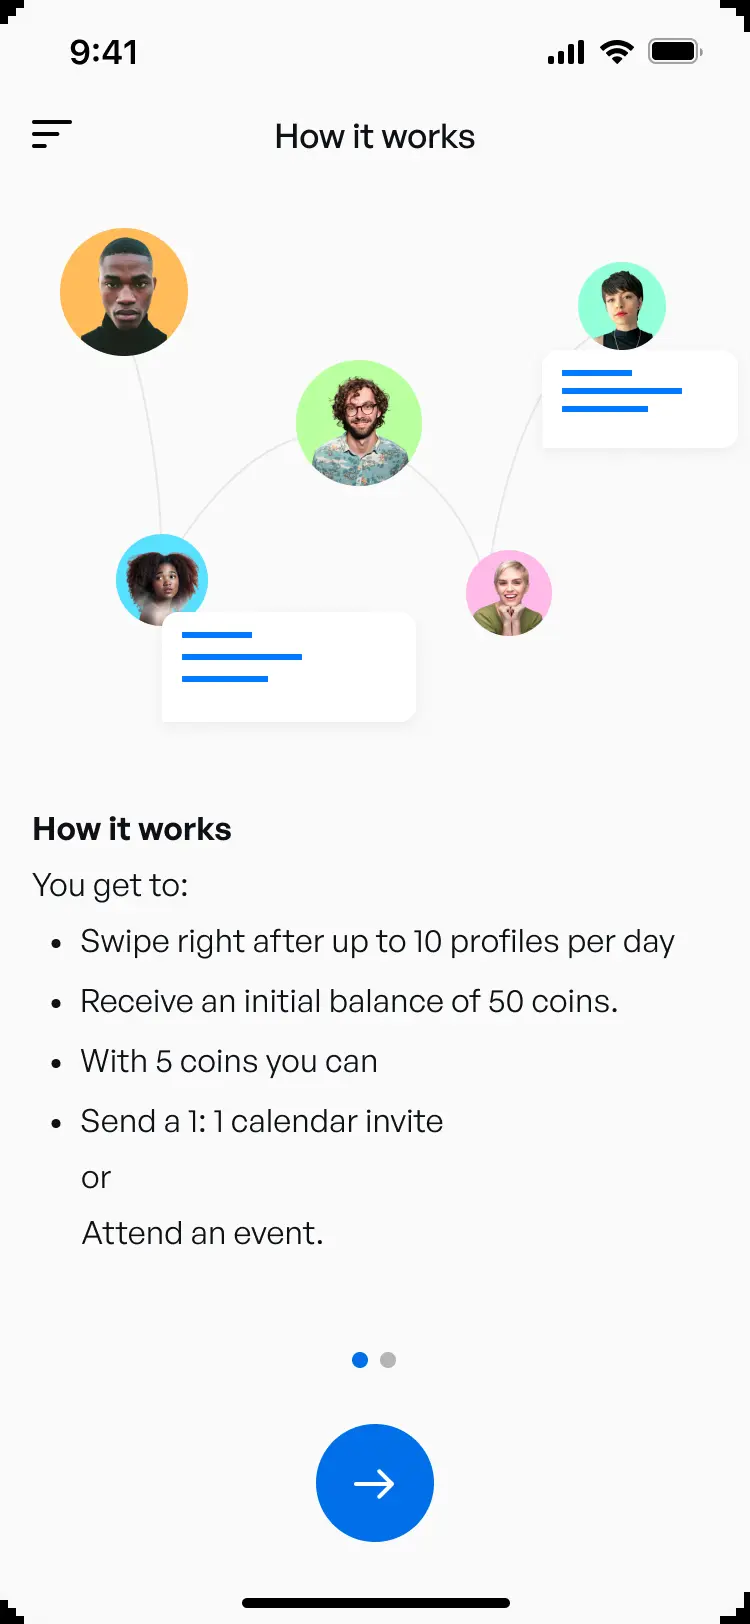 9:41
How it works
How it works
You get to:
• Swipe right after up to 10 profiles per day
• Receive an initial balance of 50 coins.
• With 5 coins you can
• Send a 1: 1 calendar invite
or
Attend an event.